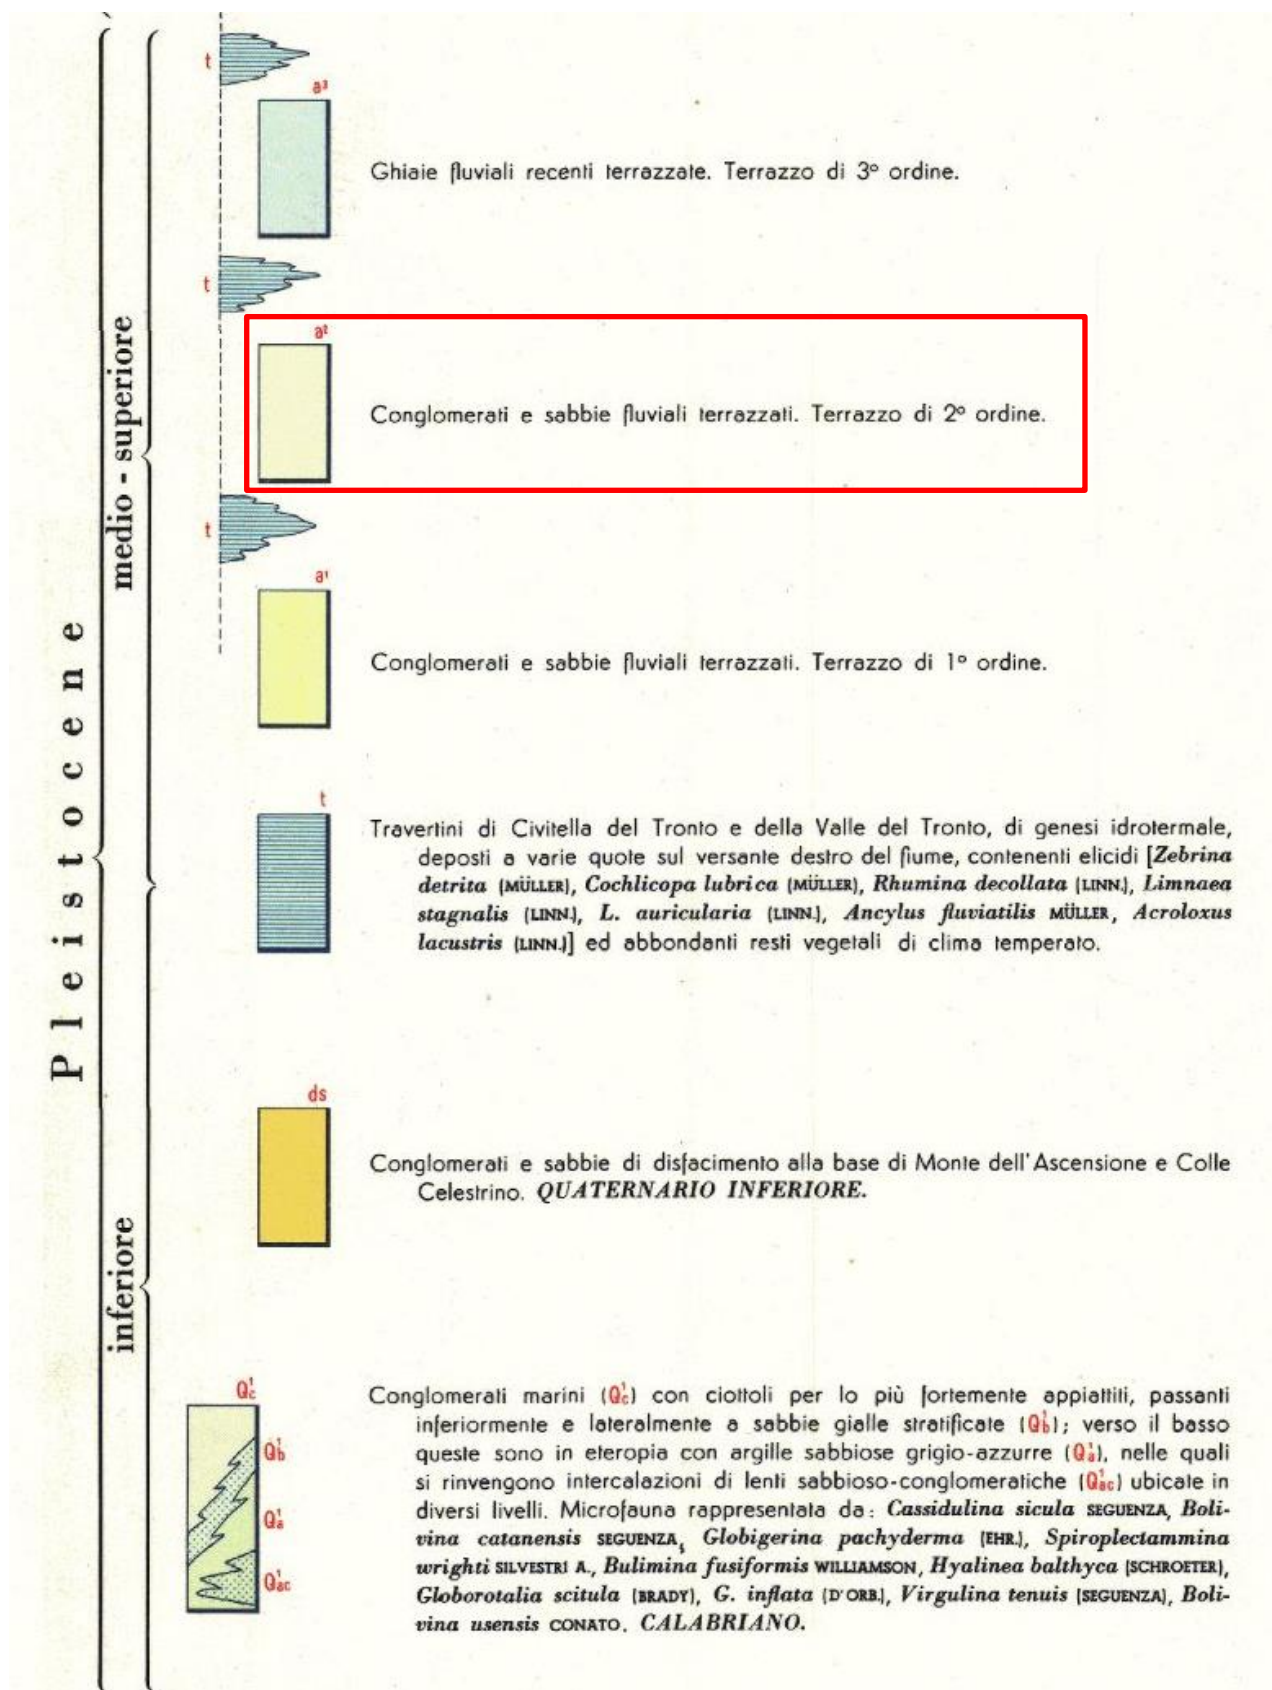 t
a³
Ghiaie fluviali recenti terrazzate. Terrazzo di 3º ordine.
t
a²
Conglomerati e sabbie fluviali terrazzati. Terrazzo di 2º ordine.
t
a¹
Conglomerati e sabbie fluviali terrazzati. Terrazzo di 1º ordine.
medio - superiore
Pleistocene
t
Travertini di Civitella del Tronto e della Valle del Tronto, di genesi idrotermale,
deposti a varie quote sul versante destro del fiume, contenenti elicidi [Zebrina
detrita (MÜLLER), Cochlicopa lubrica (MÜLLER), Rhumina decollata (LINN.), Limnaea
stagnalis (LINN.), L. auricularia (LINN.), Ancylus fluviatilis MÜLLER, Acroloxus
lacustris (LINN.)] ed abbondanti resti vegetali di clima temperato.
ds
Conglomerati e sabbie di disfacimento alla base di Monte dell'Ascensione e Colle
Celestrino. QUATERNARIO INFERIORE.
inferiore
Q¹c
Q¹b
Q¹a
Q¹ac
Conglomerati marini (Q¹c) con ciottoli per lo più fortemente appiattiti, passanti
inferiormente e lateralmente a sabbie gialle stratificate (Q¹b); verso il basso
queste sono in eteropia con argille sabbiose grigio-azzurre (Q¹a), nelle quali
si rinvengono intercalazioni di lenti sabbioso-conglomeratiche (Q¹ac) ubicate in
diversi livelli. Microfauna rappresentata da: Cassidulina sicula SEGUENZA, Boli-
vina catanensis SEGUENZA, Globigerina pachyderma (EHR.), Spiroplectammina
wrighti SILVESTRI A., Bulimina fusiformis WILLIAMSON, Hyalinea balthyca (SCHROETER),
Globorotalia scitula (BRADY), G. inflata (D'ORB.), Virgulina tenuis (SEGUENZA), Boli-
vina usensis CONATO. CALABRIANO.